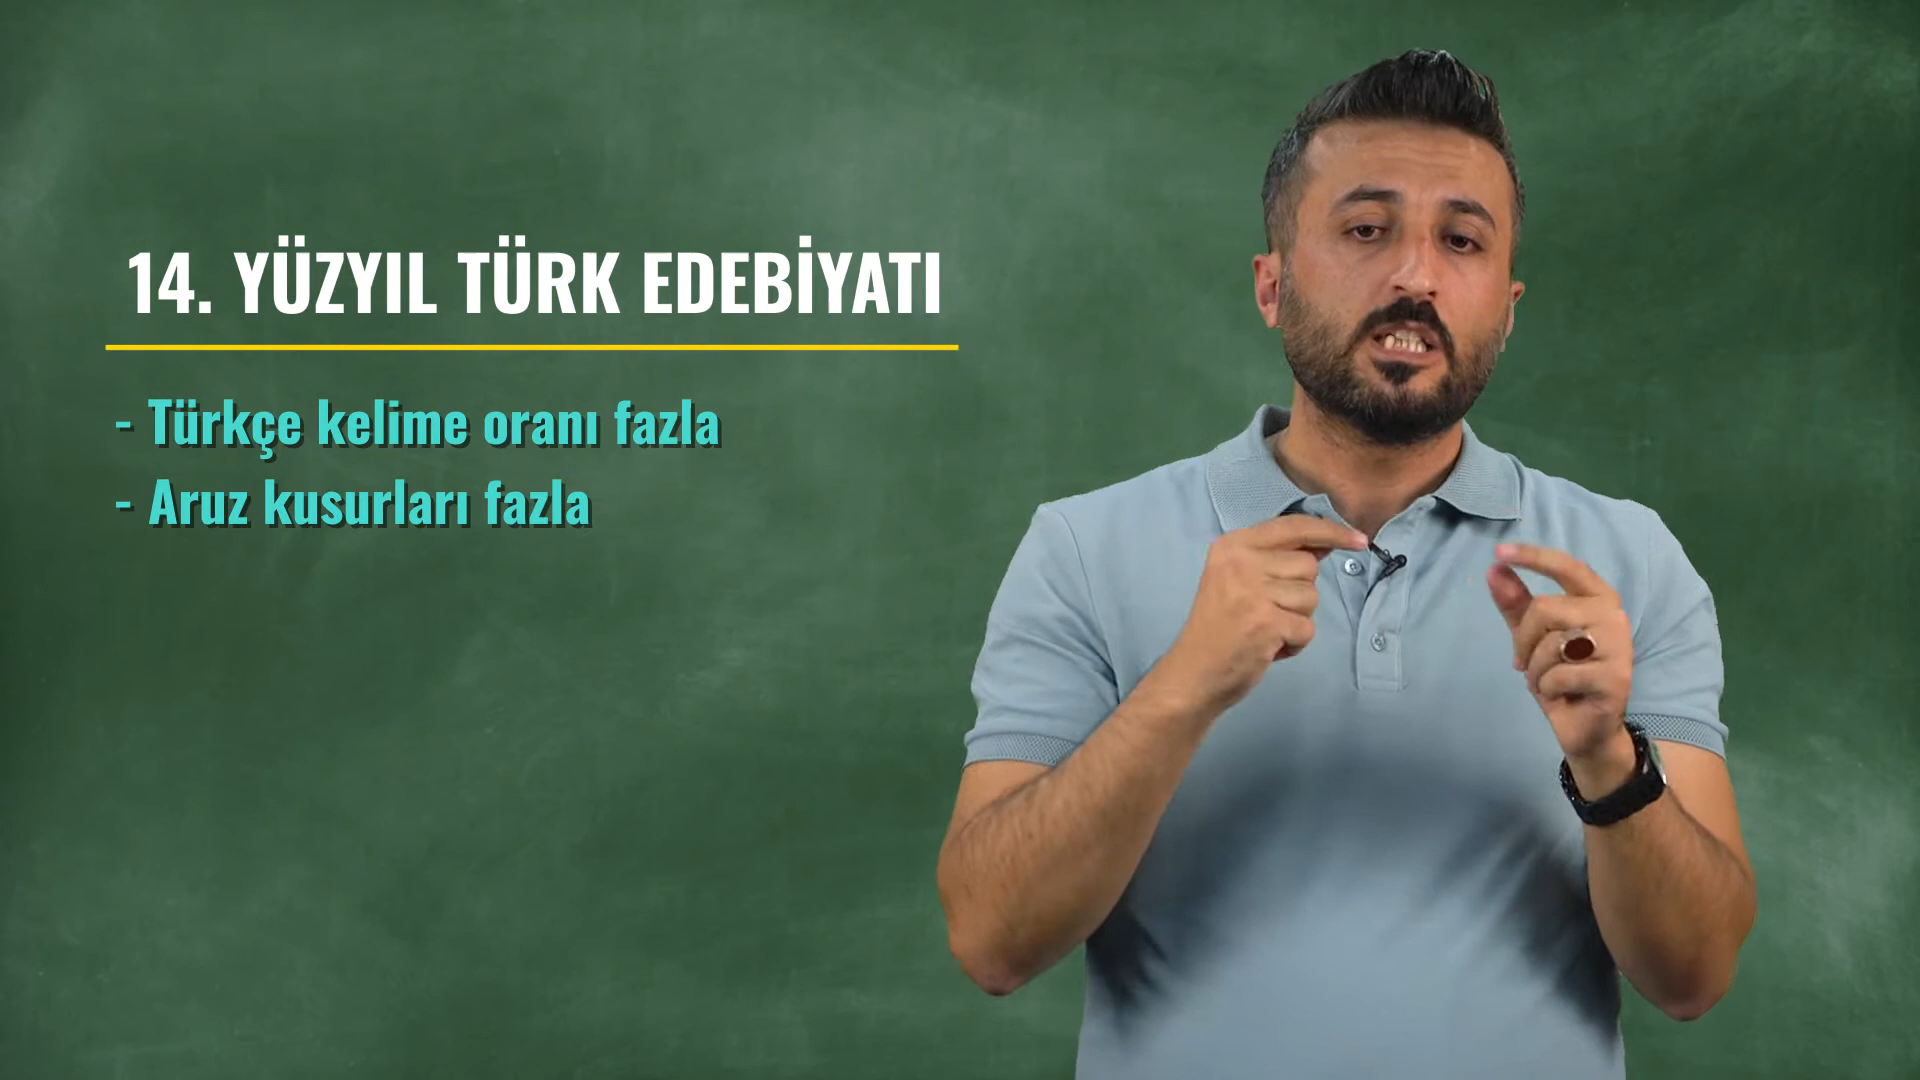 14. YÜZYIL TÜRK EDEBİYATI
- Türkçe kelime oranı fazla
- Aruz kusurları fazla